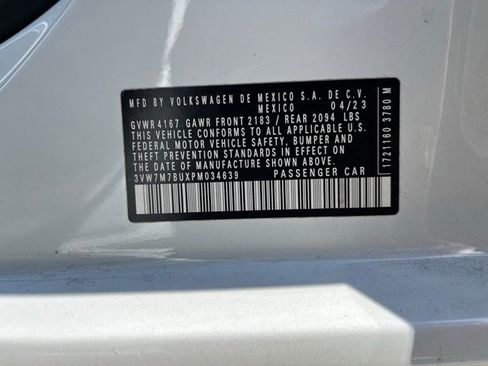 MFD BY VOLKSWAGEN DE MEXICO S.A. DE C.V.
MEXICO 04/23
GVWR 4167 GAWR FRONT 2183 / REAR 2094 LBS
THIS VEHICLE CONFORMS TO ALL APPLICABLE U.S.
FEDERAL MOTOR VEHICLE SAFETY, BUMPER AND
THEFT PREVENTION STANDARDS IN EFFECT ON THE
DATE OF MANUFACTURE SHOWN ABOVE.
3VW7M7BUXPM034639 PASSENGER CAR
1721160 3780 M